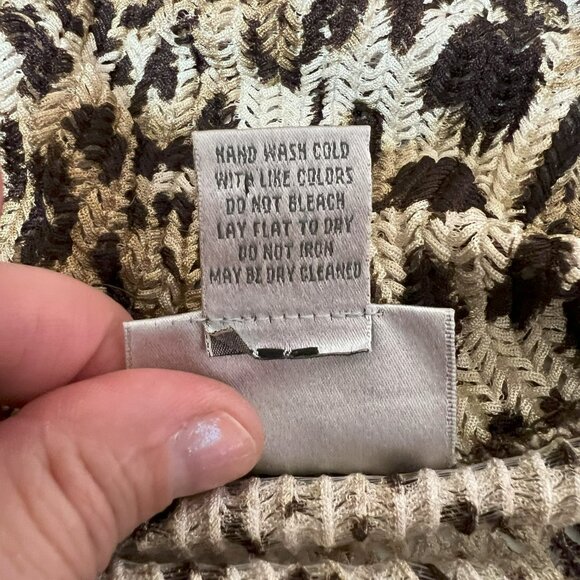 HAND WASH COLD
WITH LIKE COLORS
DO NOT BLEACH
LAY FLAT TO DRY
DO NOT IRON
MAY BE DRY CLEANED